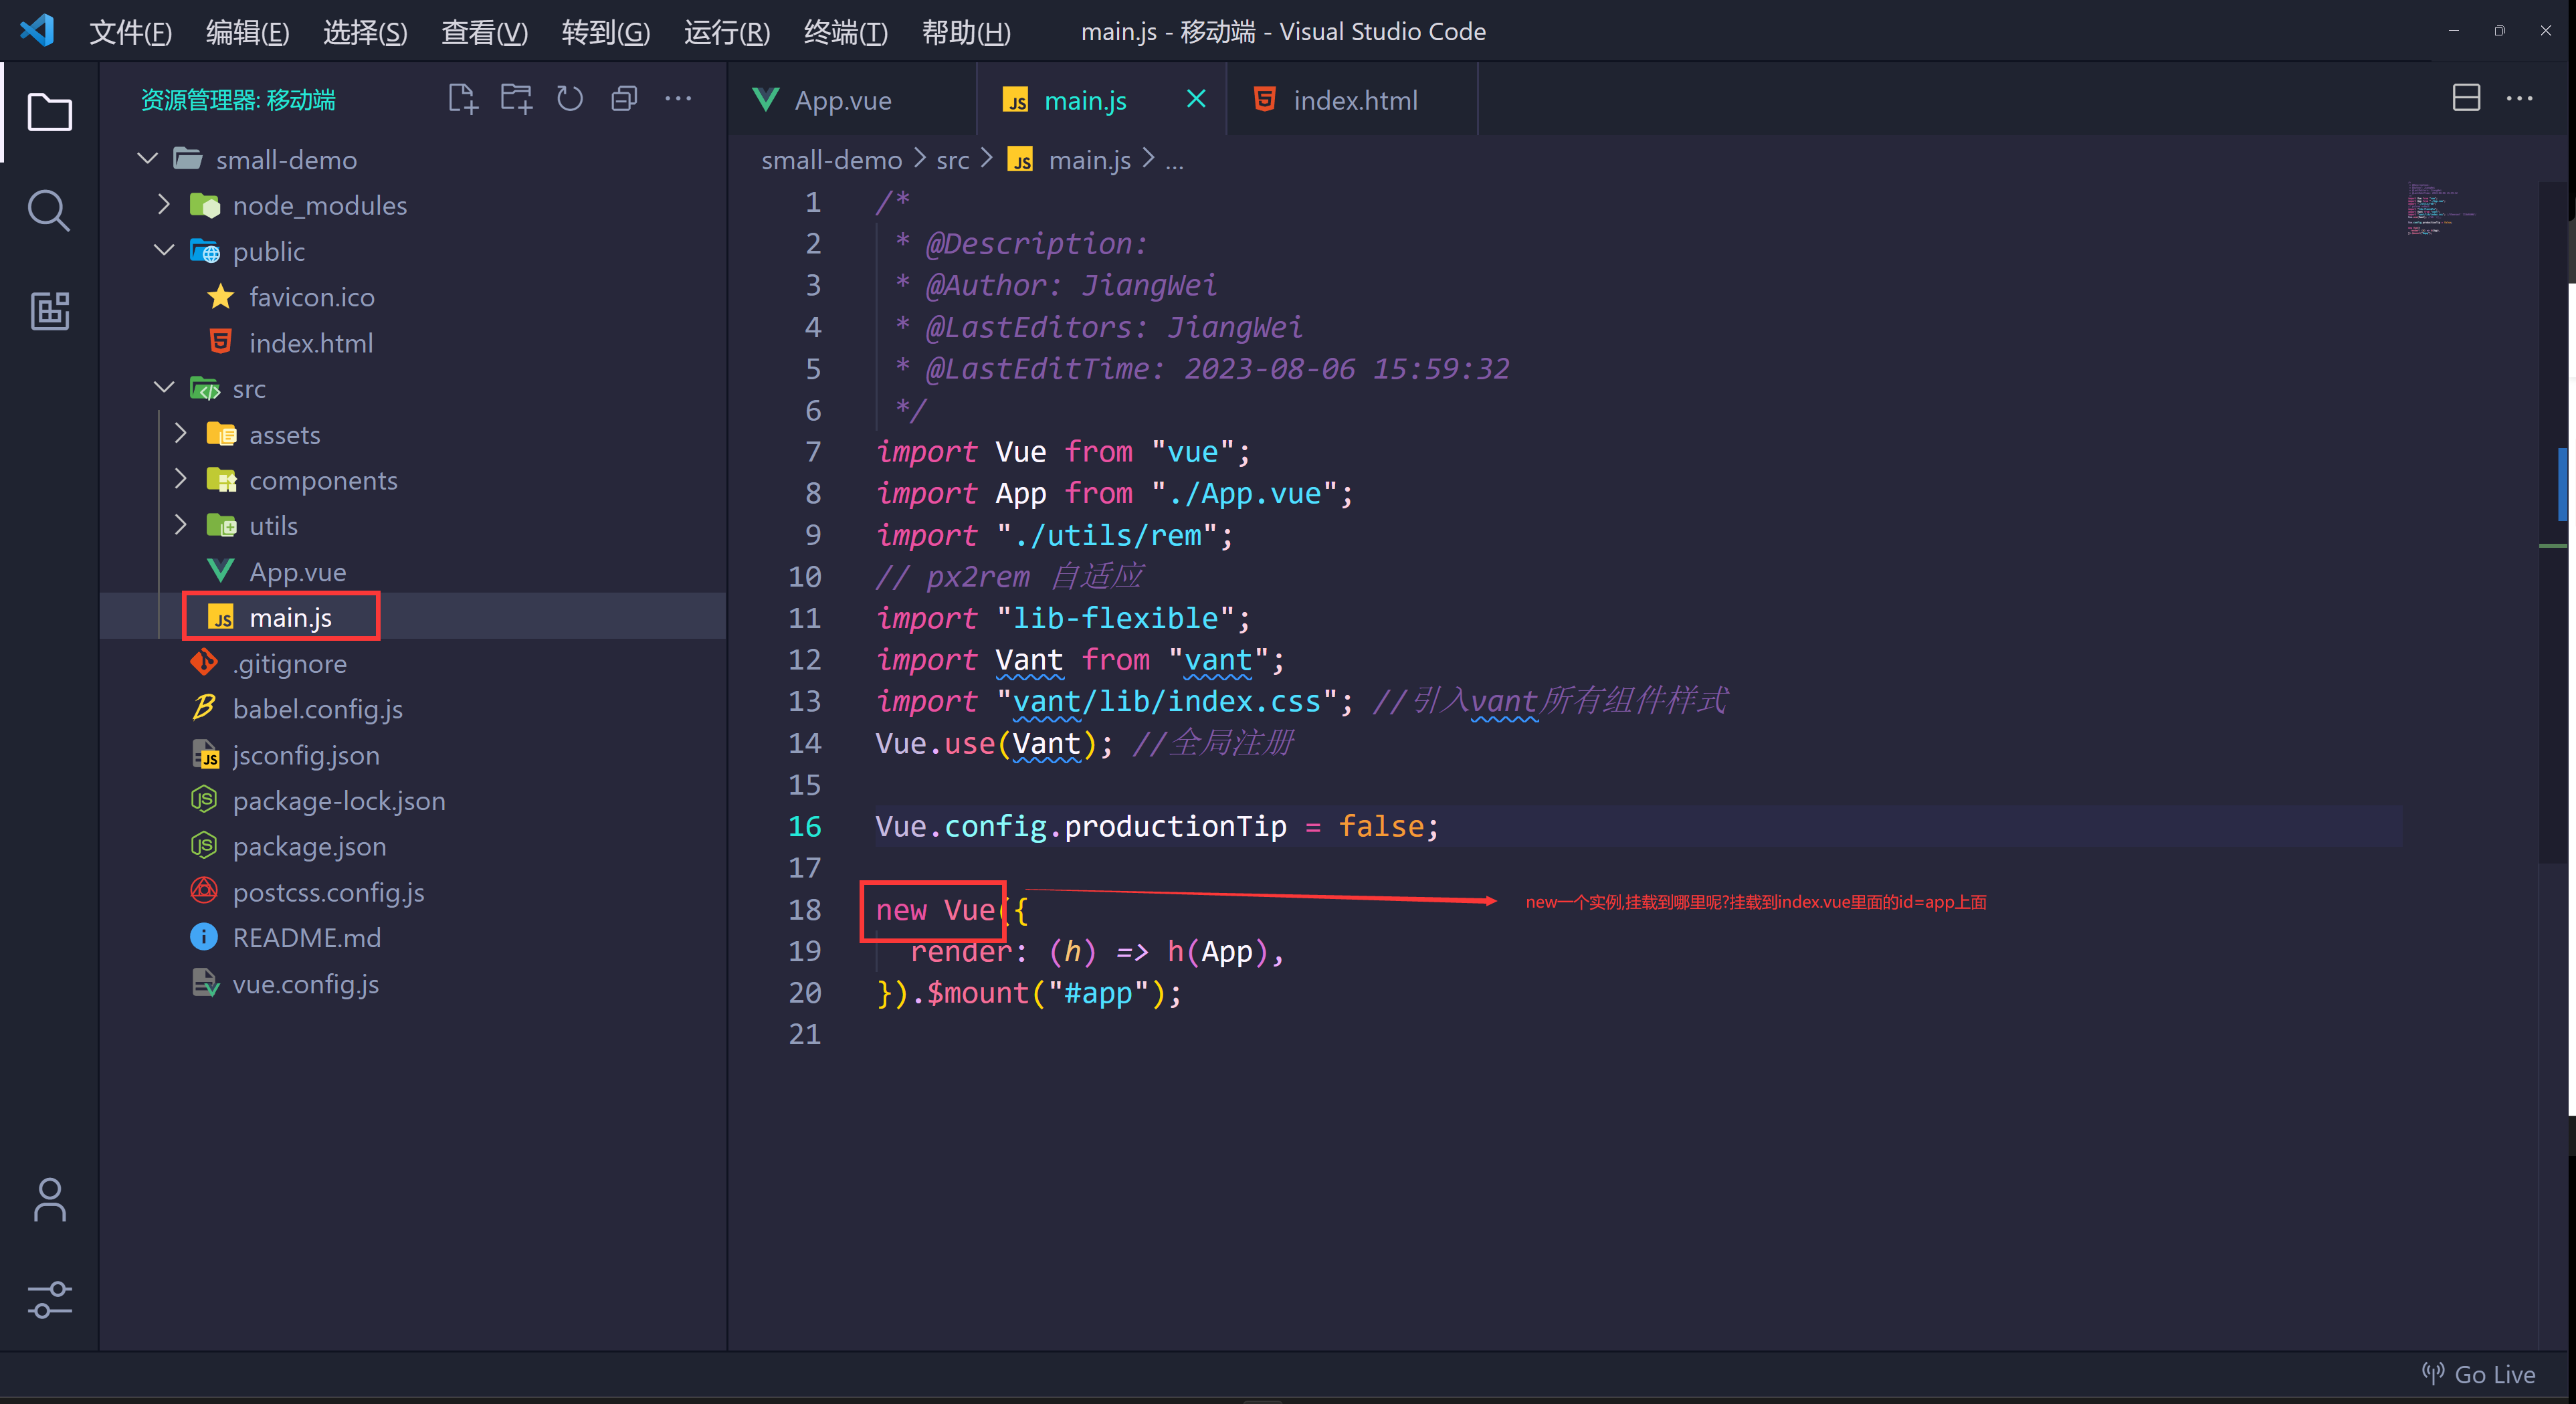 文件(F) 编辑(E) 选择(S) 查看(V) 转到(G) 运行(R) 终端(T) 帮助(H) main.js - 移动端 - Visual Studio Code
资源管理器: 移动端
small-demo
node_modules
public
favicon.ico
index.html
src
assets
components
utils
App.vue
main.js
.gitignore
babel.config.js
jsconfig.json
package-lock.json
package.json
postcss.config.js
README.md
vue.config.js
App.vue main.js index.html
small-demo > src > main.js > ...
1 /*
2 * @Description:
3 * @Author: JiangWei
4 * @LastEditors: JiangWei
5 * @LastEditTime: 2023-08-06 15:59:32
6 */
7 import Vue from "vue";
8 import App from "./App.vue";
9 import "./utils/rem";
10 // px2rem 自适应
11 import "lib-flexible";
12 import Vant from "vant";
13 import "vant/lib/index.css"; //引入vant所有组件样式
14 Vue.use(Vant); //全局注册
15
16 Vue.config.productionTip = false;
17
18 new Vue({
new一个实例,挂载到哪里呢?挂载到index.vue里面的id=app上面
19 render: (h) => h(App),
20 }).$mount("#app");
21
Go Live